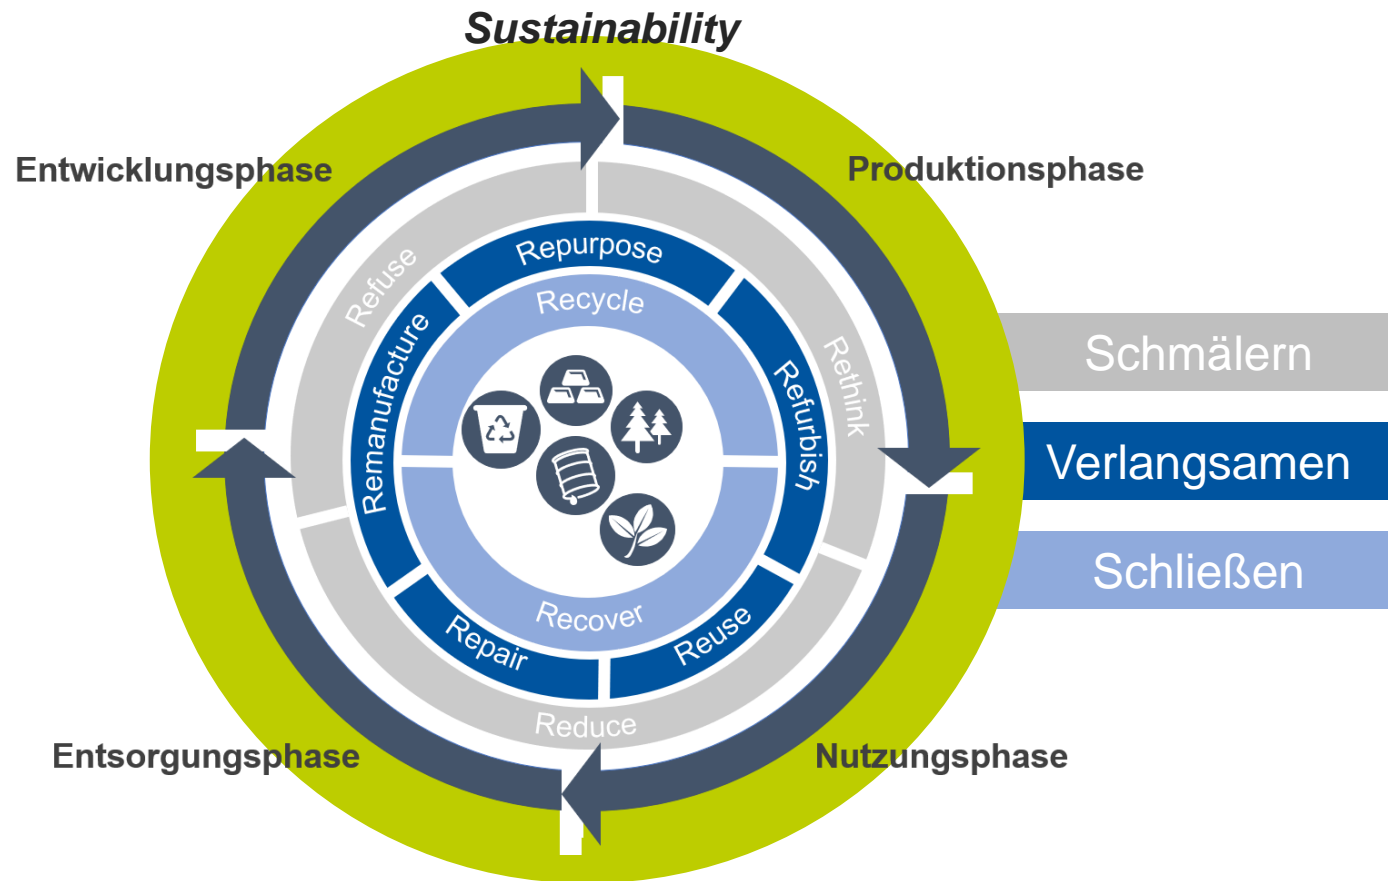 Sustainability
Entwicklungsphase
Produktionsphase
Refuse
Repurpose
Recycle
Remanufacture
Refurbish
Rethink
Schmälern
Verlangsamen
Schließen
Recover
Repair
Reuse
Reduce
Entsorgungsphase
Nutzungsphase